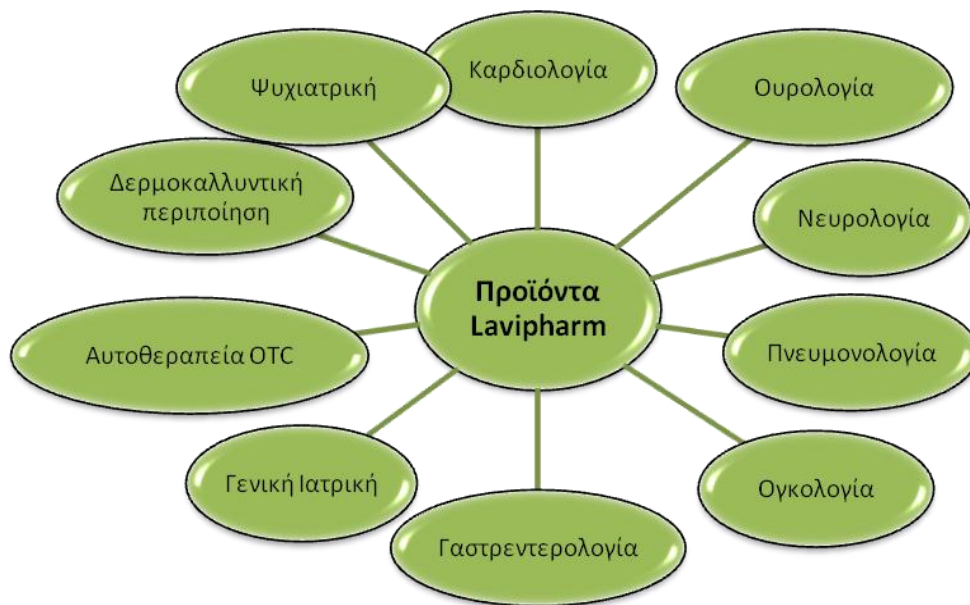 Ψυχιατρική
Καρδιολογία
Ουρολογία
Δερμοκαλλυντική
περιποίηση
Νευρολογία
Προϊόντα
Lavipharm
Αυτοθεραπεία OTC
Πνευμονολογία
Γενική Ιατρική
Ογκολογία
Γαστρεντερολογία